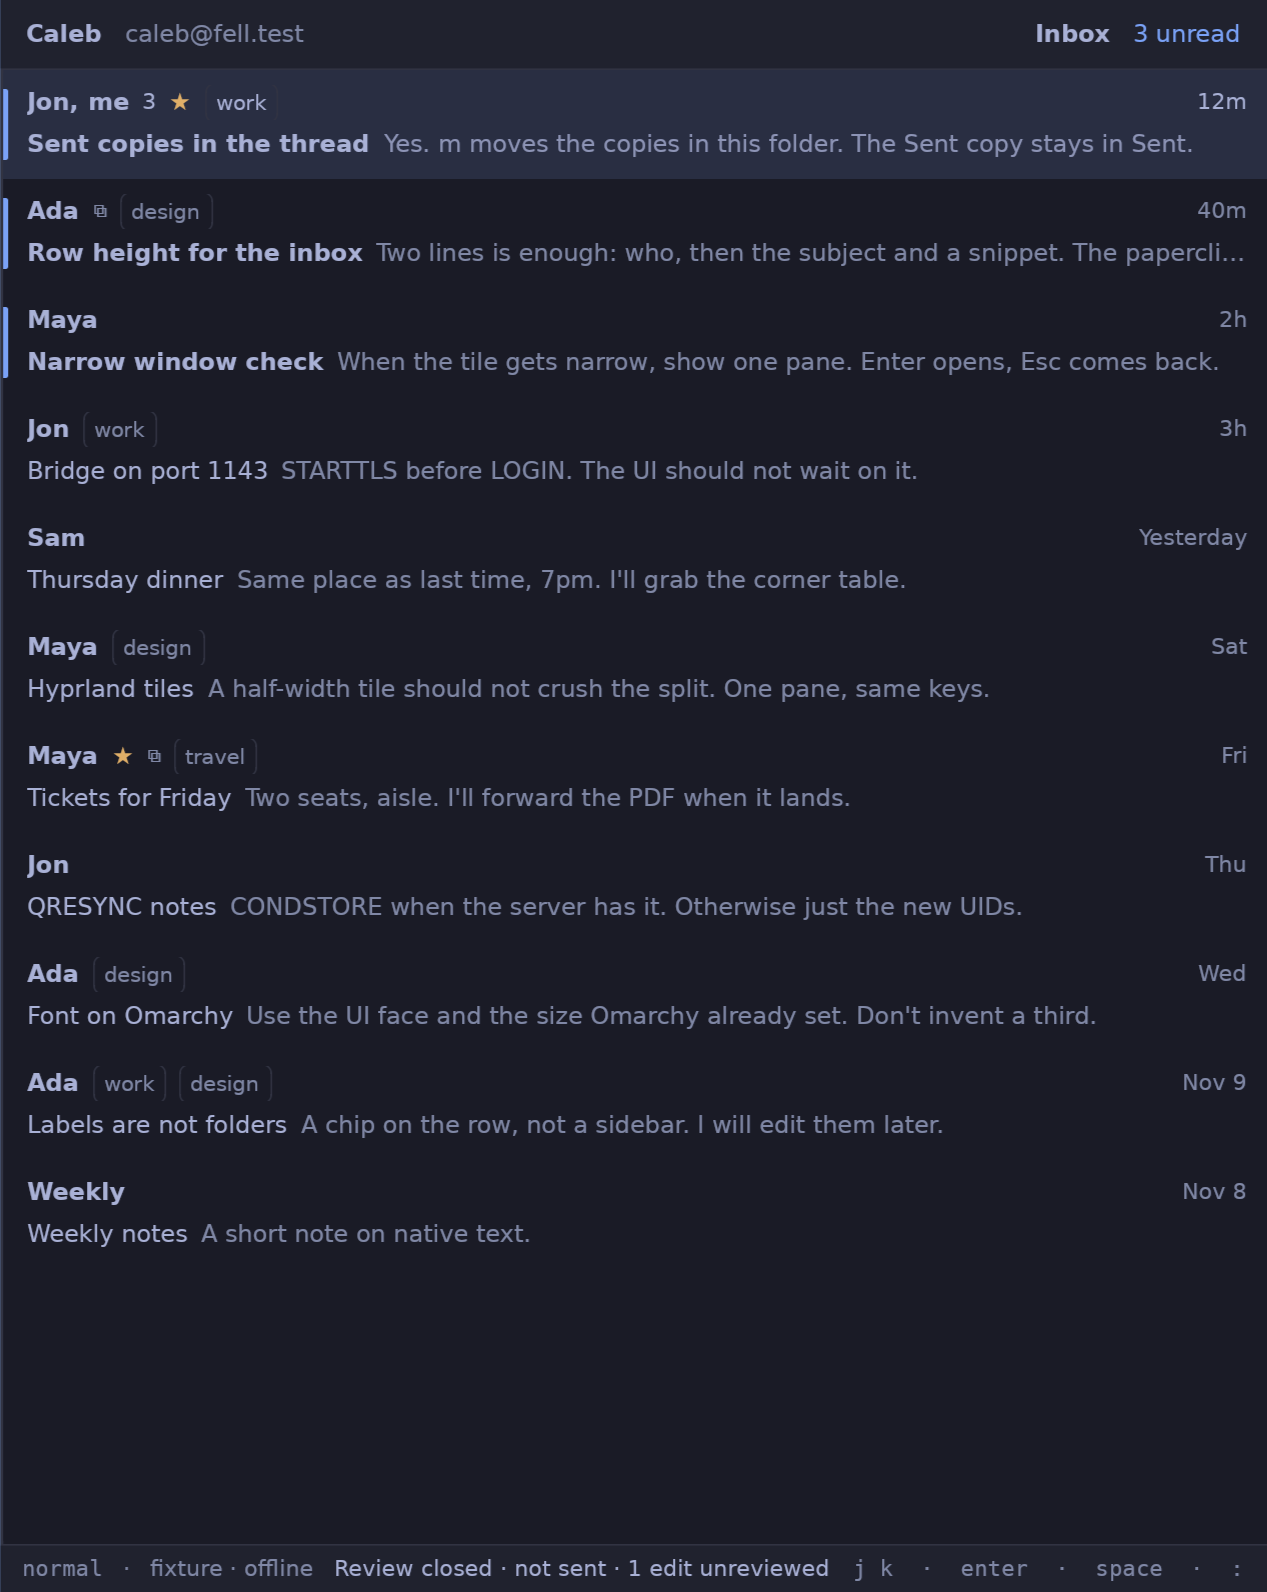 Caleb caleb@fell.test Inbox 3 unread
Jon, me 3 ★ work 12m
Sent copies in the thread Yes. m moves the copies in this folder. The Sent copy stays in Sent.
Ada ⧉ design 40m
Row height for the inbox Two lines is enough: who, then the subject and a snippet. The papercli…
Maya 2h
Narrow window check When the tile gets narrow, show one pane. Enter opens, Esc comes back.
Jon work 3h
Bridge on port 1143 STARTTLS before LOGIN. The UI should not wait on it.
Sam Yesterday
Thursday dinner Same place as last time, 7pm. I'll grab the corner table.
Maya design Sat
Hyprland tiles A half-width tile should not crush the split. One pane, same keys.
Maya ★ ⧉ travel Fri
Tickets for Friday Two seats, aisle. I'll forward the PDF when it lands.
Jon Thu
QRESYNC notes CONDSTORE when the server has it. Otherwise just the new UIDs.
Ada design Wed
Font on Omarchy Use the UI face and the size Omarchy already set. Don't invent a third.
Ada work design Nov 9
Labels are not folders A chip on the row, not a sidebar. I will edit them later.
Weekly Nov 8
Weekly notes A short note on native text.
normal · fixture · offline Review closed · not sent · 1 edit unreviewed j k · enter · space · :